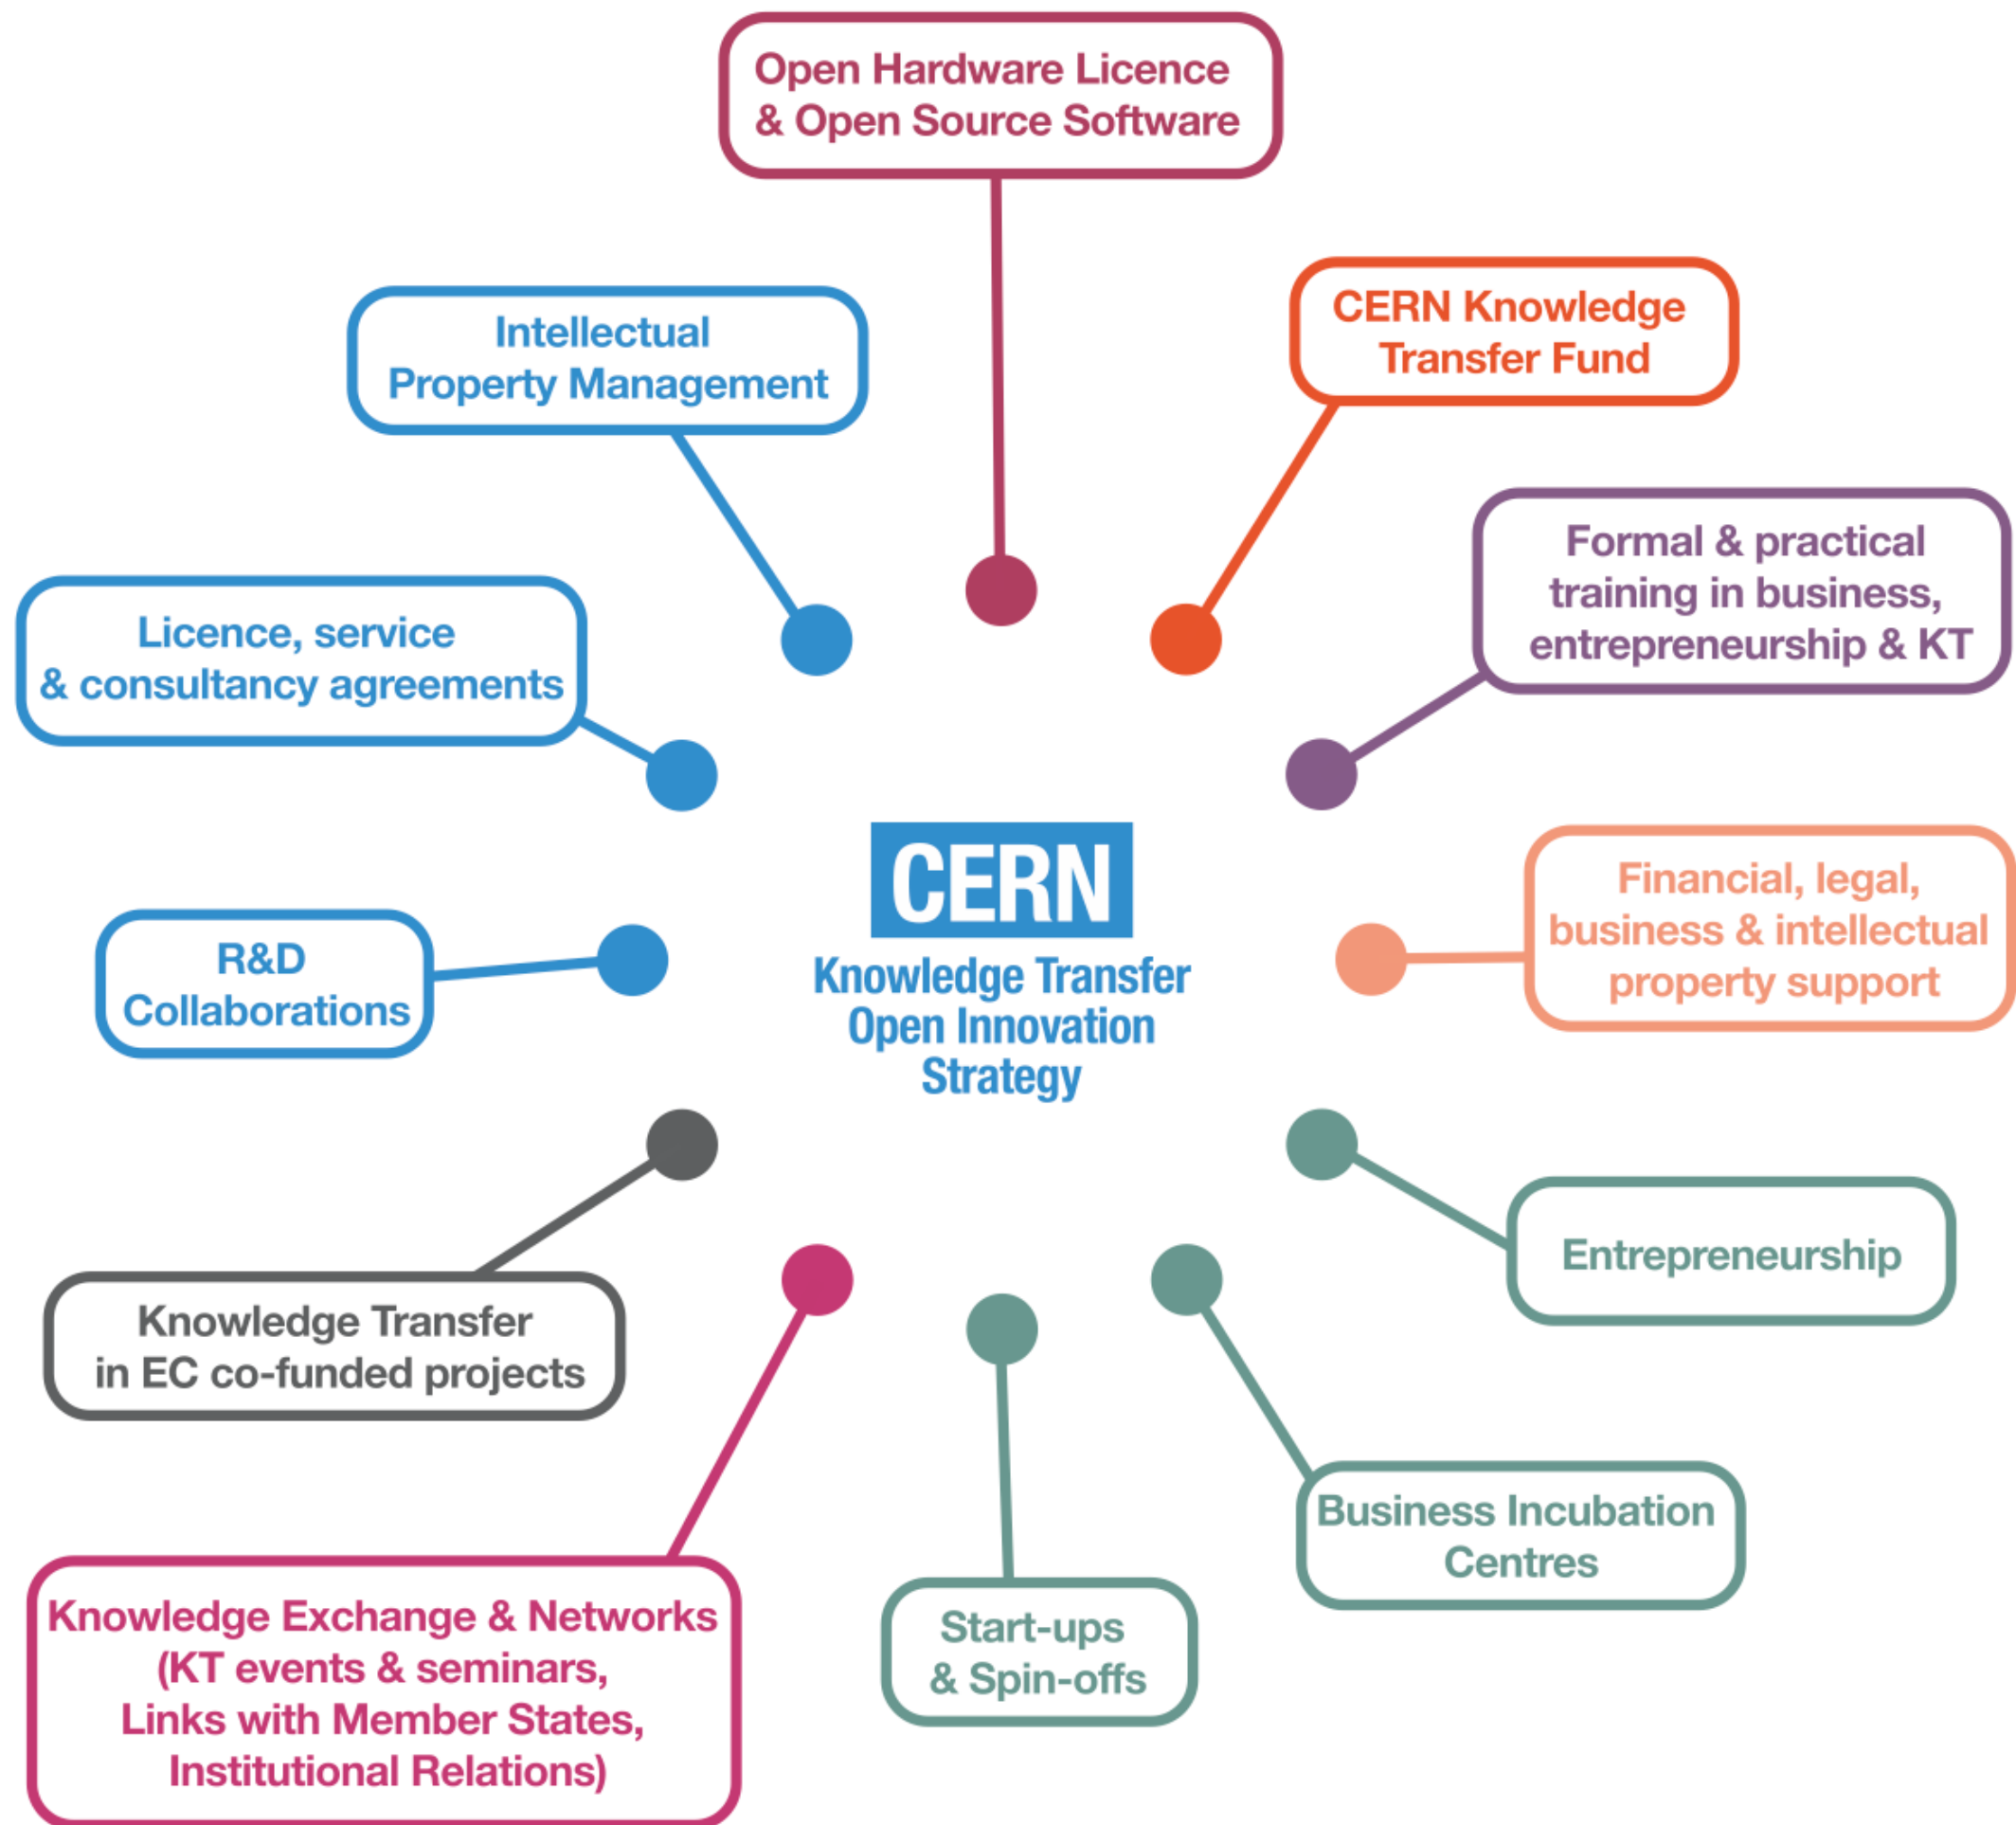 Open Hardware Licence
& Open Source Software
CERN Knowledge
Transfer Fund
Intellectual
Property Management
Formal & practical
training in business,
entrepreneurship & KT
Licence, service
& consultancy agreements
CERN
Knowledge Transfer
Open Innovation
Strategy
Financial, legal,
business & intellectual
property support
R&D
Collaborations
Entrepreneurship
Knowledge Transfer
in EC co-funded projects
Business Incubation
Centres
Start-ups
& Spin-offs
Knowledge Exchange & Networks
(KT events & seminars,
Links with Member States,
Institutional Relations)